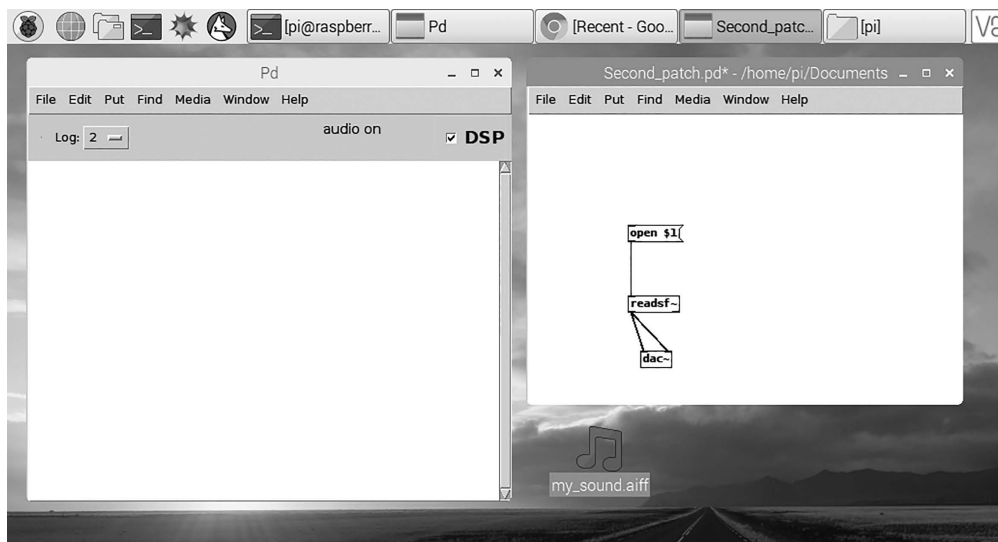 [pi@raspberr...
Pd
[Recent - Goo...
Second_patc...
[pi]
Pd
File Edit Put Find Media Window Help
Log: 2
audio on
DSP
Second_patch.pd* - /home/pi/Documents
File Edit Put Find Media Window Help
open $1
readsf~
dac~
my_sound.aiff